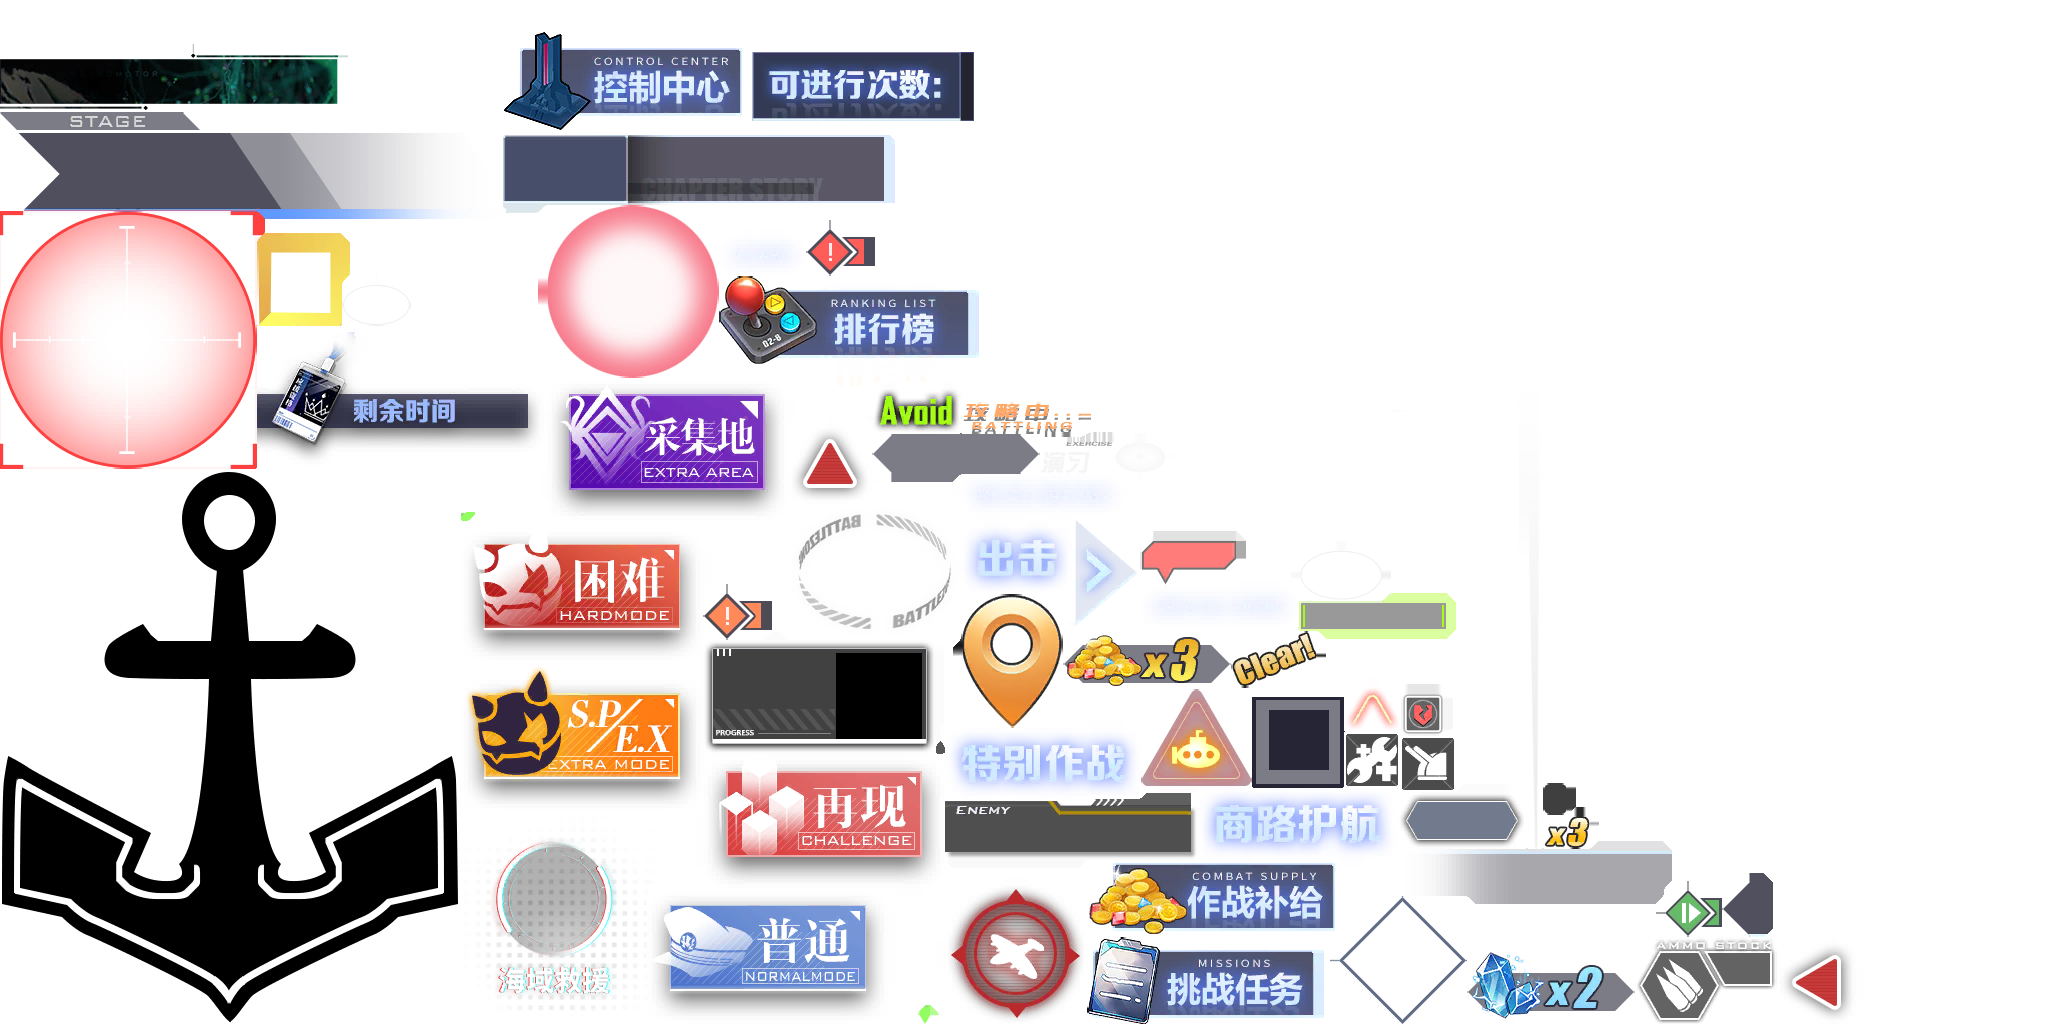 CONTROL CENTER
控制中心
可进行次数:
STAGE
CHAPTER STORY
RANKING LIST
排行榜
02-8
剩余时间
采集地
EXTRA AREA
Avoid
攻略中..
BATTLING
EXERCISE
演习
困难
HARDMODE
BATTLEZONE
BATTLE
出击
S.P/E.X
EXTRA MODE
PROGRESS
x3
Clear!
特别作战
再现
CHALLENGE
ENEMY
商路护航
x3
海域救援
普通
NORMALMODE
COMBAT SUPPLY
作战补给
MISSIONS
挑战任务
x2
AMMO STOCK